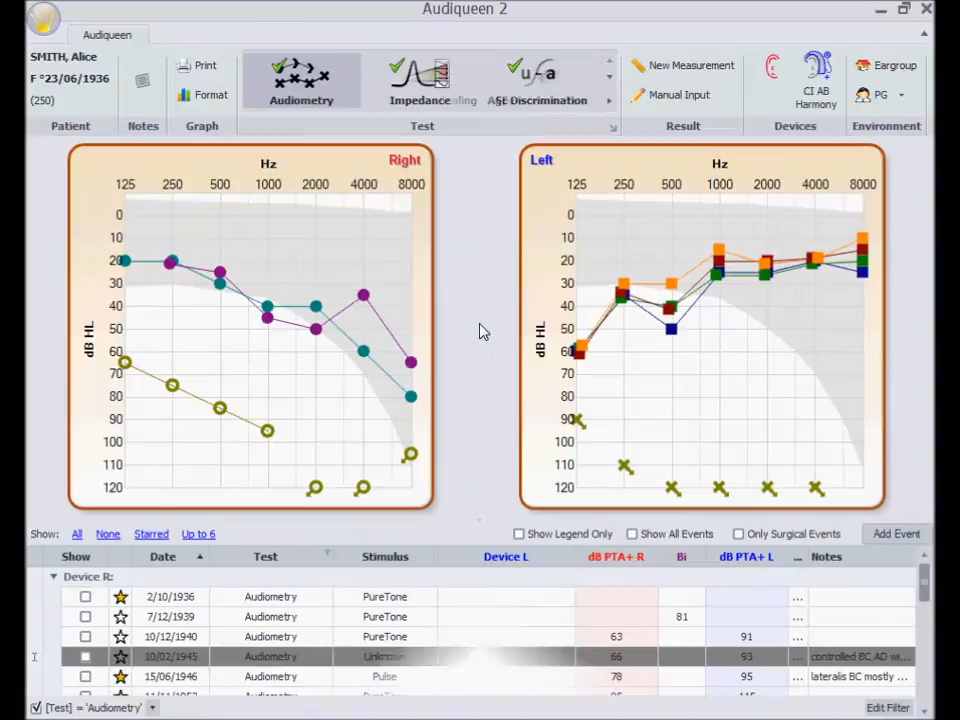 Audiqueen 2
Audiqueen
SMITH, Alice
F °23/06/1936
(250)
Print
Format
Audiometry
Impedance
u-a
Discrimination
New Measurement
Manual Input
CI AB
Harmony
Eargroup
PG
Patient
Notes
Graph
Test
Result
Devices
Environment
Hz Right
125 250 500 1000 2000 4000 8000
0
10
20
30
40
50
60
70
80
90
100
110
120
dB HL
Left Hz
125 250 500 1000 2000 4000 8000
0
10
20
30
40
50
60
70
80
90
100
110
120
dB HL
Show: All None Starred Up to 6 Show Legend Only Show All Events Only Surgical Events Add Event
Show Date Test Stimulus Device L dB PTA+ R Bi dB PTA+ L ... Notes
Device R:
2/10/1936 Audiometry PureTone ...
7/12/1939 Audiometry PureTone 81
10/12/1940 Audiometry PureTone 63 91 ...
10/02/1945 Audiometry 66 93 ... controlled BC AD wi...
15/06/1946 Audiometry Pulse 78 95 ... lateralis BC mostly ...
[Test] = 'Audiometry' Edit Filter